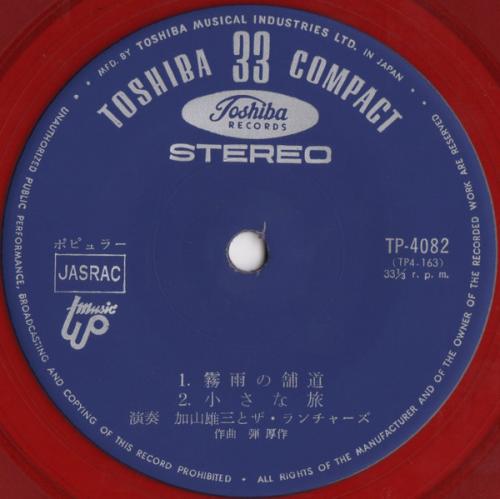 MFD. BY TOSHIBA MUSICAL INDUSTRIES LTD. IN JAPAN
TOSHIBA 33 COMPACT
Toshiba
RECORDS
STEREO
ポピュラー
JASRAC
music
TP-4082
(TP4-163)
33⅓ r. p. m.
1. 霧雨の舗道
2. 小さな旅
演奏 加山雄三とザ・ランチャーズ
作曲 弾厚作
UNAUTHORIZED PUBLIC PERFORMANCE, BROADCASTING AND COPYING OF THIS RECORD PROHIBITED • ALL RIGHTS OF THE MANUFACTURER AND OF THE OWNER OF THE RECORDED WORK ARE RESERVED